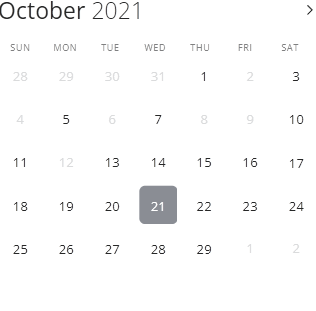 October 2021
SUN MON TUE WED THU FRI SAT
28 29 30 31 1 2 3
4 5 6 7 8 9 10
11 12 13 14 15 16 17
18 19 20 21 22 23 24
25 26 27 28 29 1 2